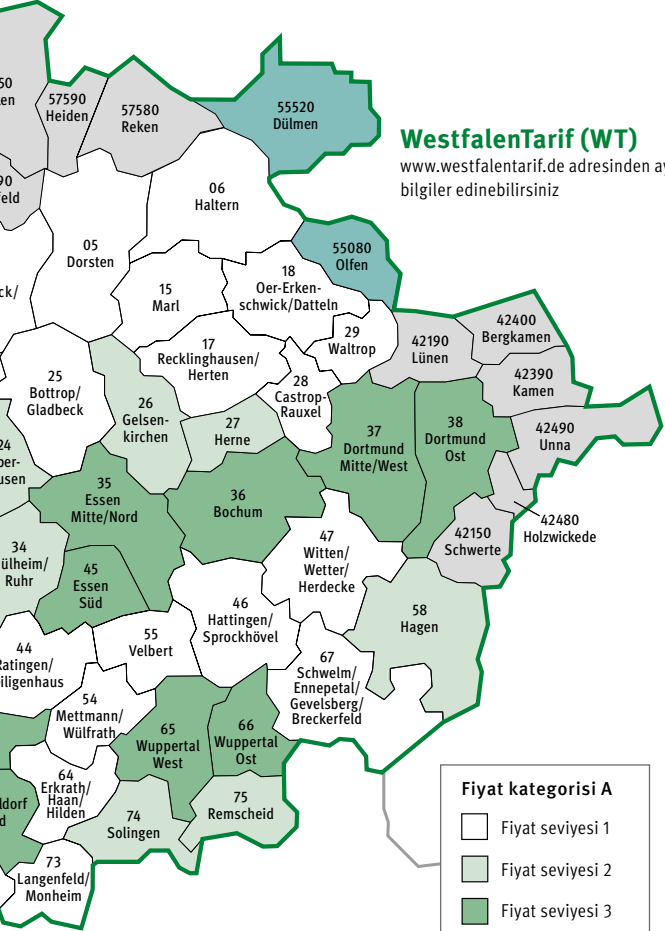 57590
Heiden
57580
Reken
55520
Dülmen
WestfalenTarif (WT)
www.westfalentarif.de adresinden
bilgiler edinebilirsiniz
06
Haltern
05
Dorsten
55080
Olfen
15
Marl
18
Oer-Erken-
schwick/Datteln
29
Waltrop
42190
Lünen
42400
Bergkamen
17
Recklinghausen/
Herten
42390
Kamen
25
Bottrop/
Gladbeck
28
Castrop-
Rauxel
26
Gelsen-
kirchen
27
Herne
37
Dortmund
Mitte/West
38
Dortmund
Ost
42490
Unna
24
35
Essen
Mitte/Nord
36
Bochum
42480
Holzwickede
42150
Schwerte
34
Ruhr
45
Essen
Süd
47
Witten/
Wetter/
Herdecke
46
Hattingen/
Sprockhövel
58
Hagen
44
55
Velbert
67
Schwelm/
Ennepetal/
Gevelsberg/
Breckerfeld
54
Mettmann/
Wülfrath
65
Wuppertal
West
66
Wuppertal
Ost
64
Erkrath/
Haan/
Hilden
74
Solingen
75
Remscheid
73
Langenfeld/
Monheim
Fiyat kategorisi A
Fiyat seviyesi 1
Fiyat seviyesi 2
Fiyat seviyesi 3